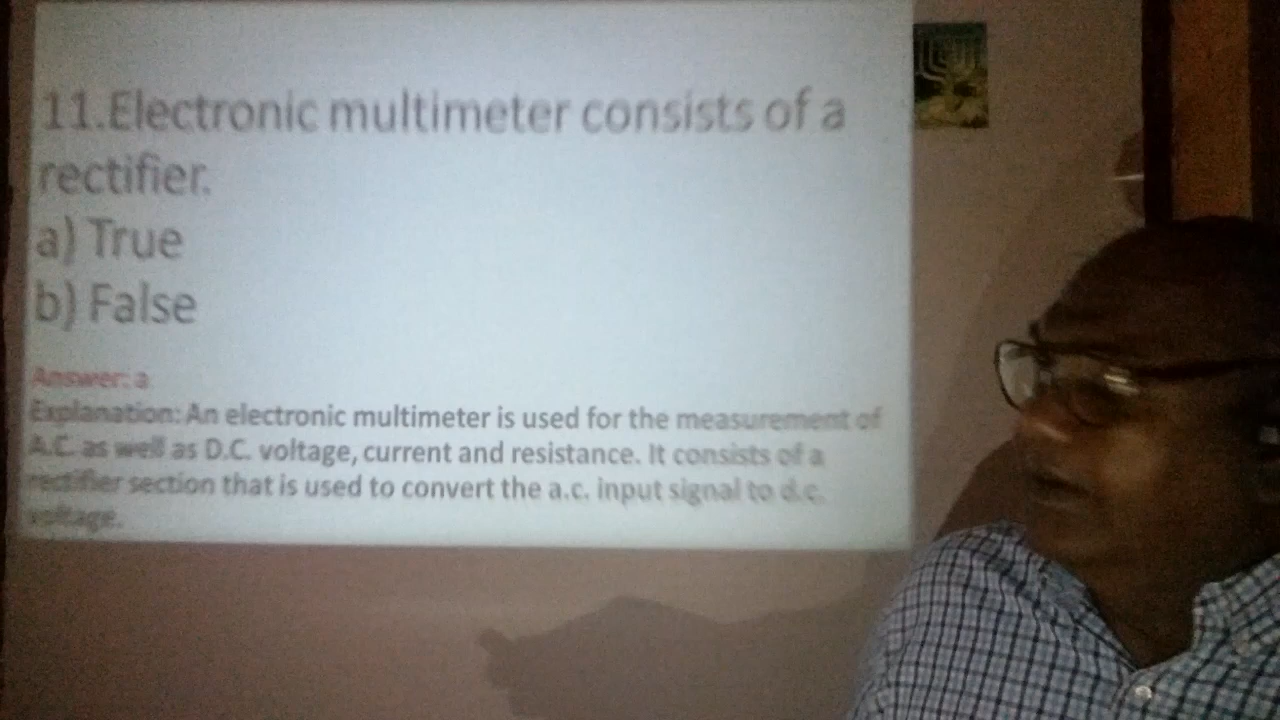 11.Electronic multimeter consists of a
rectifier.
a) True
b) False
Answer: a
Explanation: An electronic multimeter is used for the measurement of
A.C. as well as D.C. voltage, current and resistance. It consists of a
rectifier section that is used to convert the a.c. input signal to d.c.
voltage.